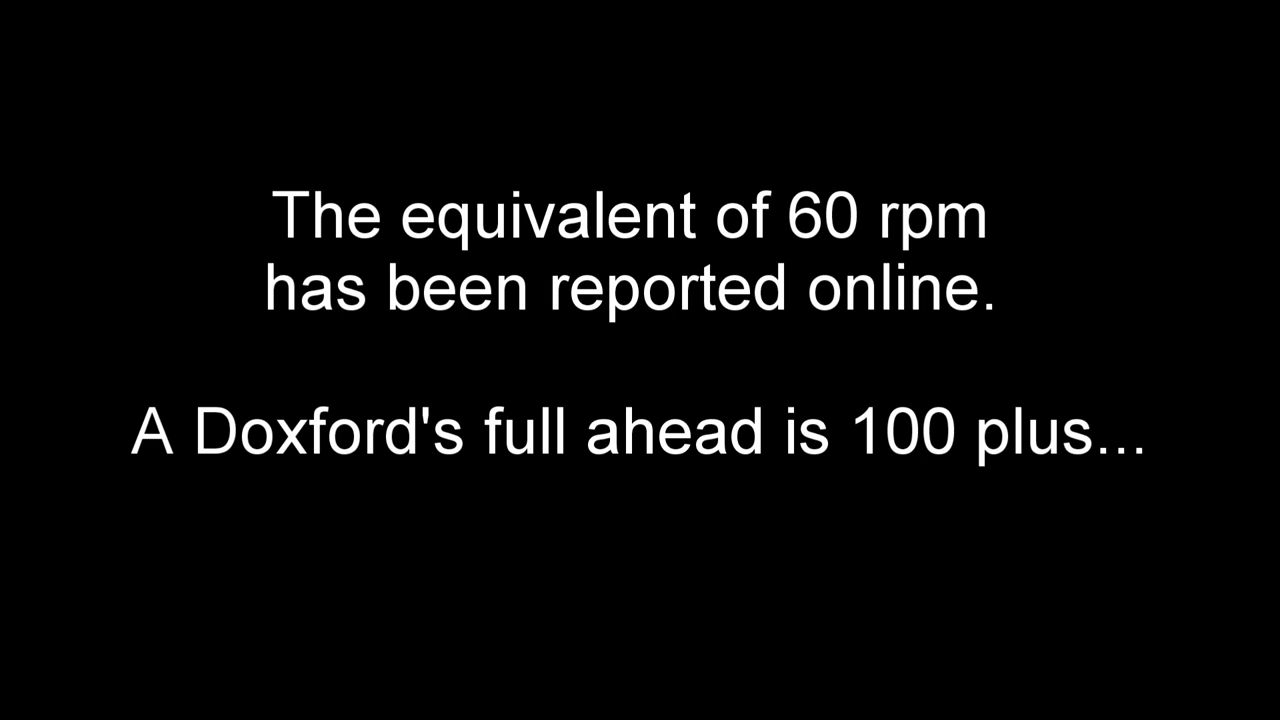 The equivalent of 60 rpm
has been reported online.
A Doxford's full ahead is 100 plus...